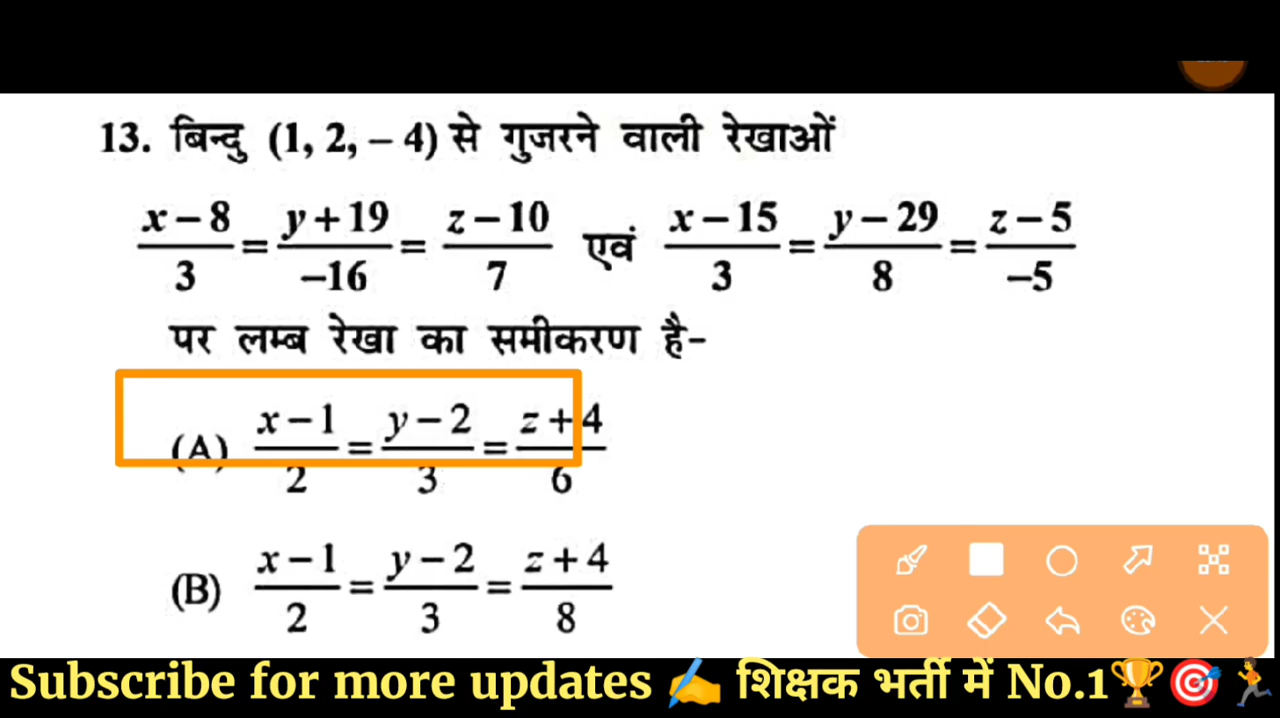 13. बिन्दु (1, 2, – 4) से गुजरने वाली रेखाओं
x – 8 / 3 = y + 19 / –16 = z – 10 / 7 एवं x – 15 / 3 = y – 29 / 8 = z – 5 / –5
पर लम्ब रेखा का समीकरण है-
(A) x – 1 / 2 = y – 2 / 3 = z + 4 / 6
(B) x – 1 / 2 = y – 2 / 3 = z + 4 / 8
Subscribe for more updates ✍️ शिक्षक भर्ती में No.1🏆🎯🏃